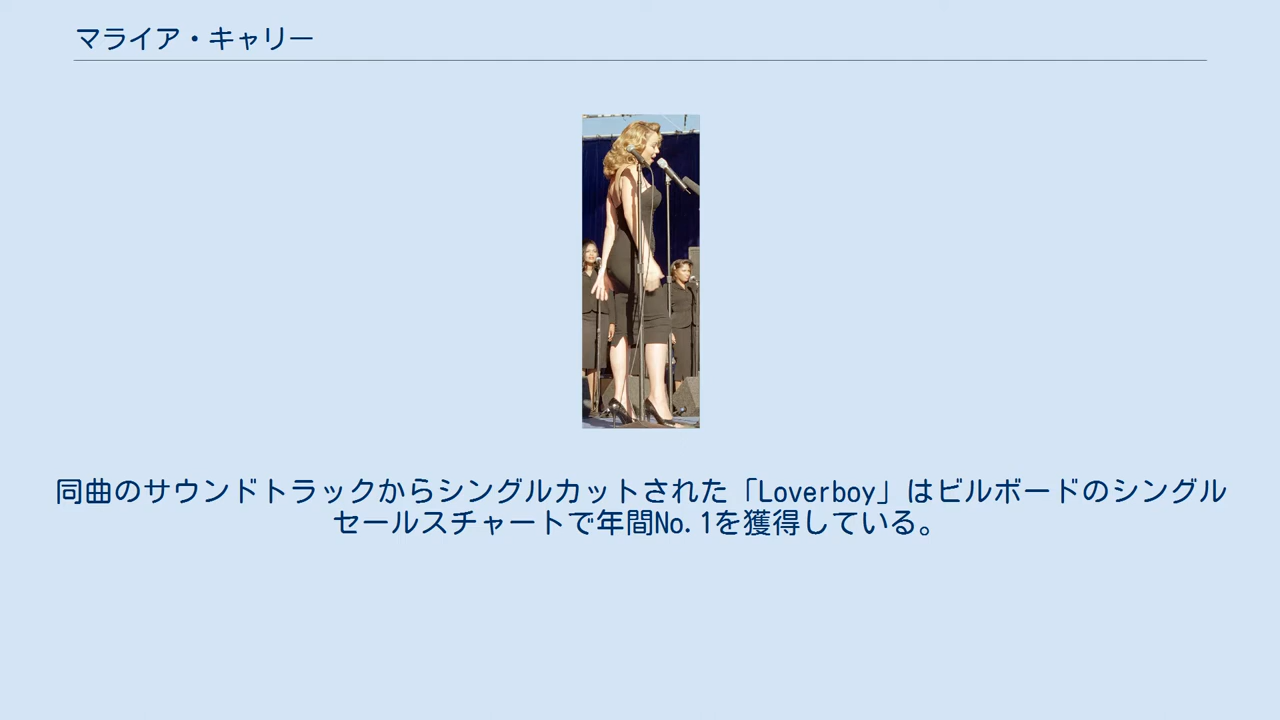 マライア・キャリー
同曲のサウンドトラックからシングルカットされた「Loverboy」はビルボードのシングル
セールスチャートで年間No.1を獲得している。